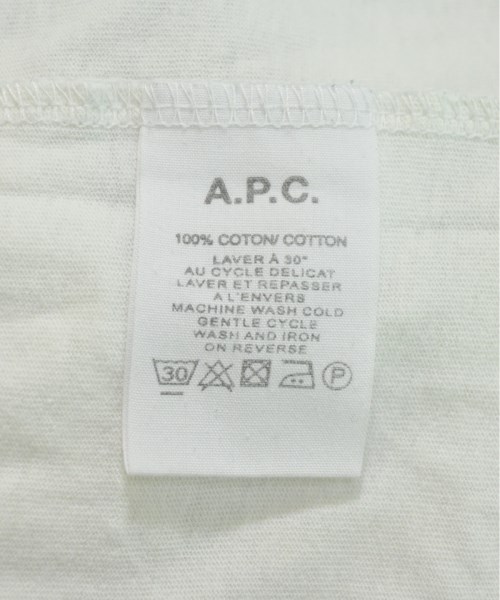 A.P.C.
100% COTON/ COTTON
LAVER À 30°
AU CYCLE DELICAT
LAVER ET REPASSER
A L'ENVERS
MACHINE WASH COLD
GENTLE CYCLE
WASH AND IRON
ON REVERSE
30 P